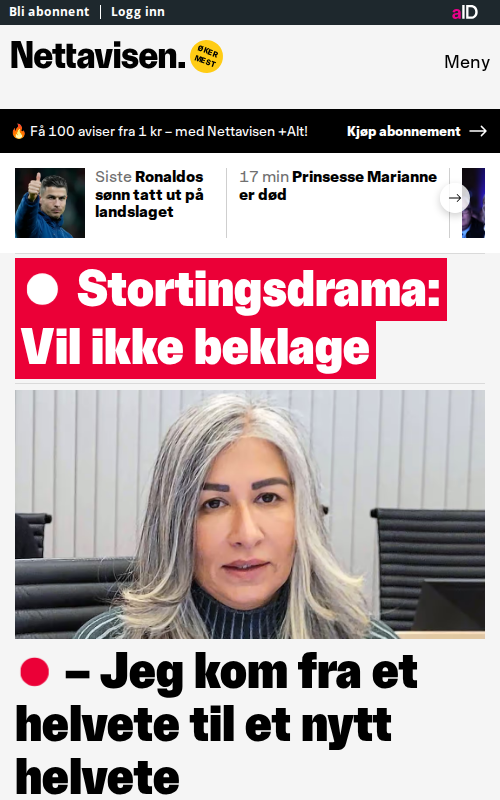 Bli abonnent | Logg inn
aID
Nettavisen.
ØKER
MEST
Meny
🔥 Få 100 aviser fra 1 kr – med Nettavisen +Alt!
Kjøp abonnement →
Siste Ronaldos
sønn tatt ut på
landslaget
17 min Prinsesse Marianne
er død
Stortingsdrama:
Vil ikke beklage
– Jeg kom fra et
helvete til et nytt
helvete